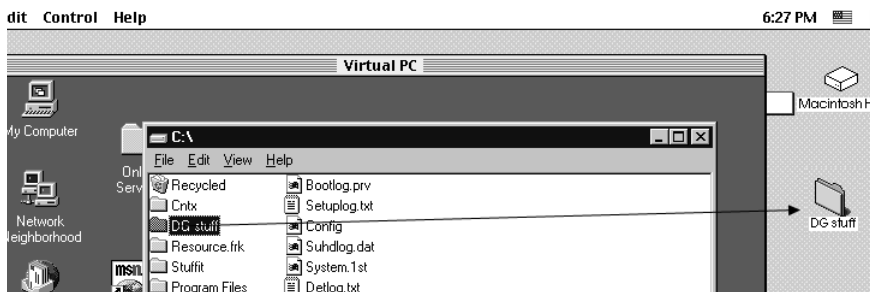 dit Control Help 6:27 PM
Virtual PC
Macintosh H
My Computer
C:\
File Edit View Help
Onl
Serv
Recycled Bootlog.prv
Cntx Setuplog.txt
DG stuff Config
Network
Neighborhood
Resource.frk Suhdlog.dat
DG stuff
Stuffit System.1st
msn.
Program Files Detlog.txt